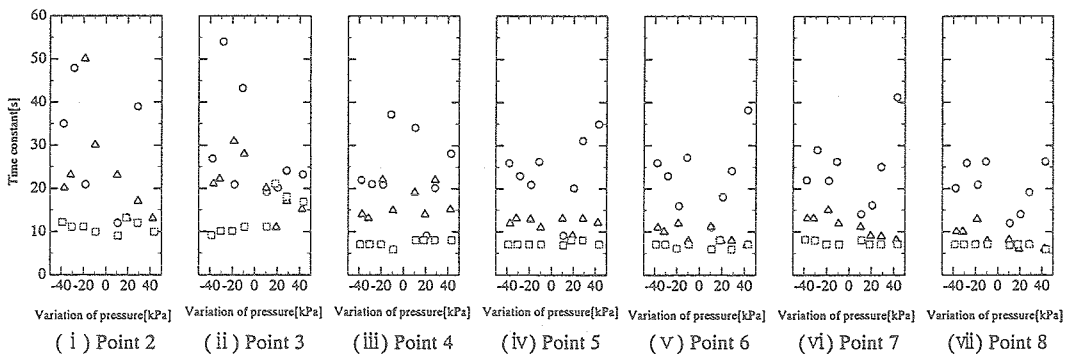 60
50
40
30
20
10
0
Time constant[s]
-40 -20 0 20 40 -40 -20 0 20 40 -40 -20 0 20 40 -40 -20 0 20 40 -40 -20 0 20 40 -40 -20 0 20 40 -40 -20 0 20 40
Variation of pressure[kPa] Variation of pressure[kPa] Variation of pressure[kPa] Variation of pressure[kPa] Variation of pressure[kPa] Variation of pressure[kPa] Variation of pressure[kPa]
(i) Point 2 (ii) Point 3 (iii) Point 4 (iv) Point 5 (v) Point 6 (vi) Point 7 (vii) Point 8